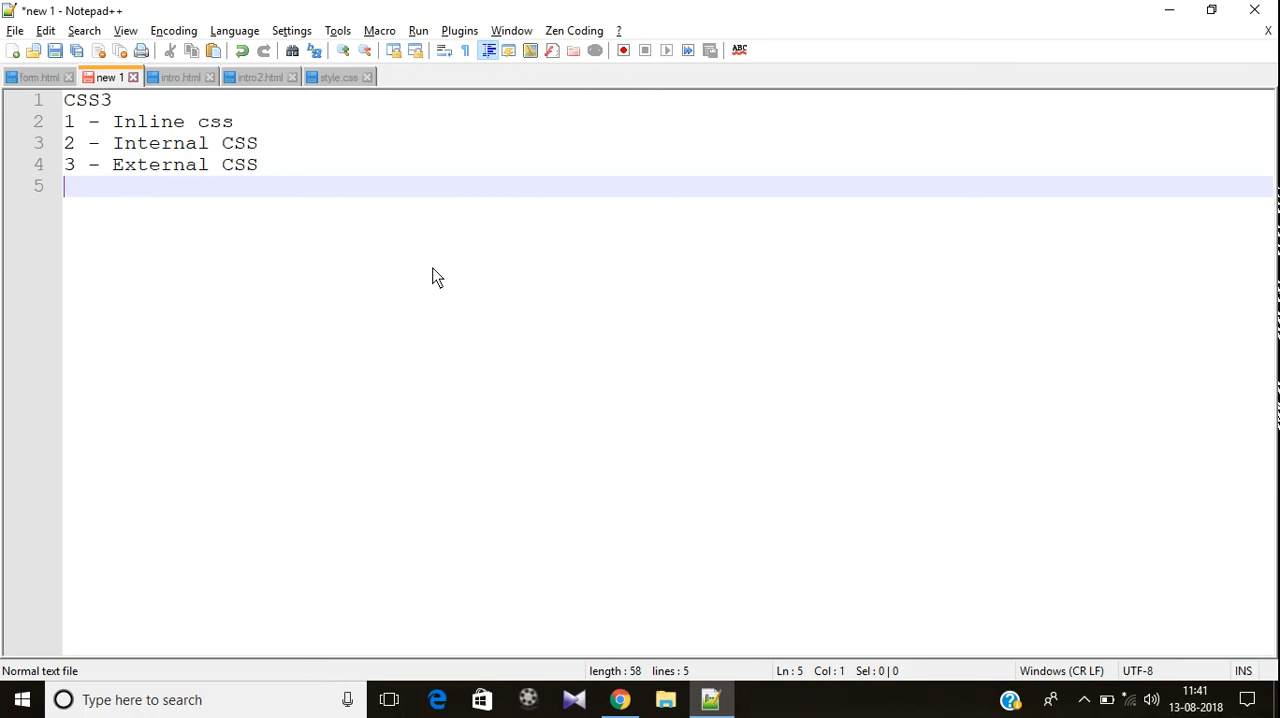 *new 1 - Notepad++
File Edit Search View Encoding Language Settings Tools Macro Run Plugins Window Zen Coding ? X
ABC
form.html new 1 intro.html intro2.html style.css
1 CSS3
2 1 - Inline css
3 2 - Internal CSS
4 3 - External CSS
5
Normal text file length : 58 lines : 5 Ln : 5 Col : 1 Sel : 0 | 0 Windows (CR LF) UTF-8 INS
Type here to search 11:41
13-08-2018